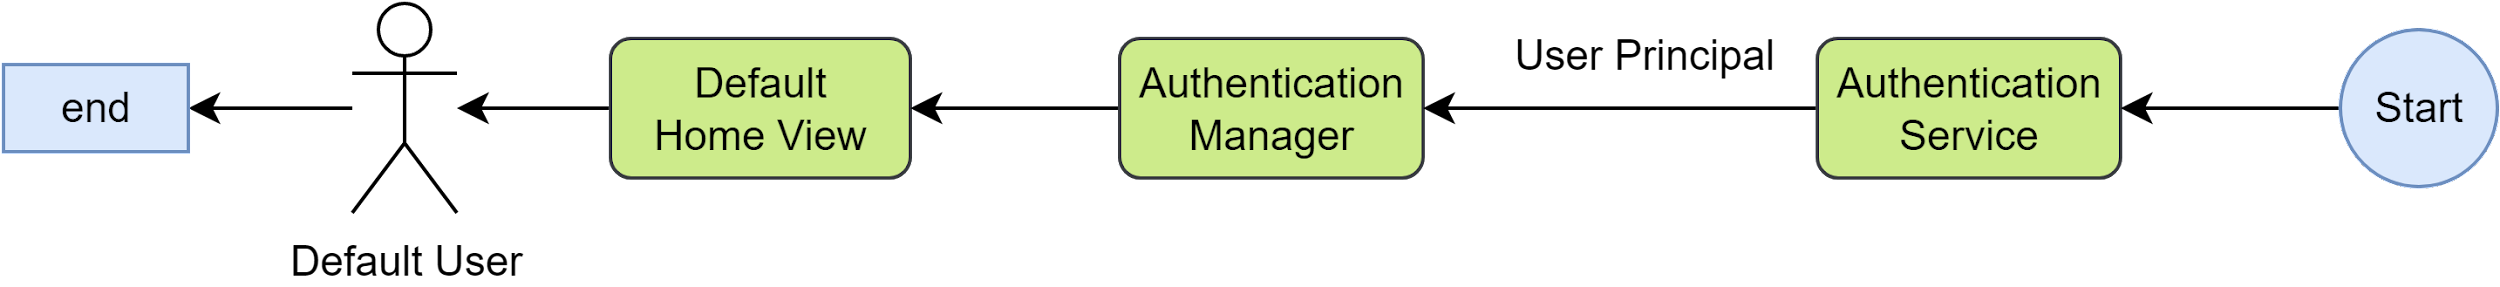 end
Default User
Default
Home View
Authentication
Manager
User Principal
Authentication
Service
Start